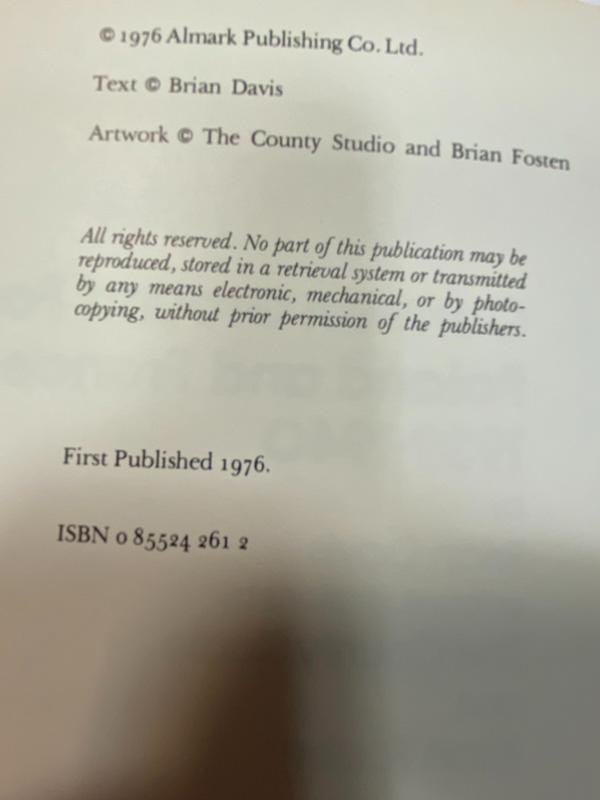 © 1976 Almark Publishing Co. Ltd.
Text © Brian Davis
Artwork © The County Studio and Brian Fosten
All rights reserved. No part of this publication may be
reproduced, stored in a retrieval system or transmitted
by any means electronic, mechanical, or by photo-
copying, without prior permission of the publishers.
First Published 1976.
ISBN 0 85524 261 2